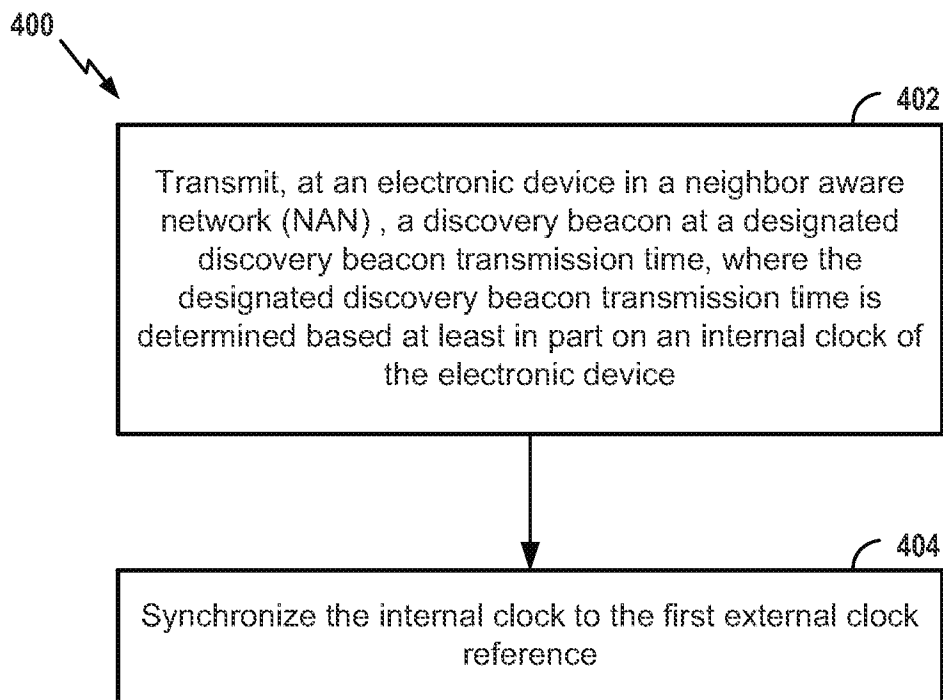 400
402
Transmit, at an electronic device in a neighbor aware
network (NAN) , a discovery beacon at a designated
discovery beacon transmission time, where the
designated discovery beacon transmission time is
determined based at least in part on an internal clock of
the electronic device
404
Synchronize the internal clock to the first external clock
reference